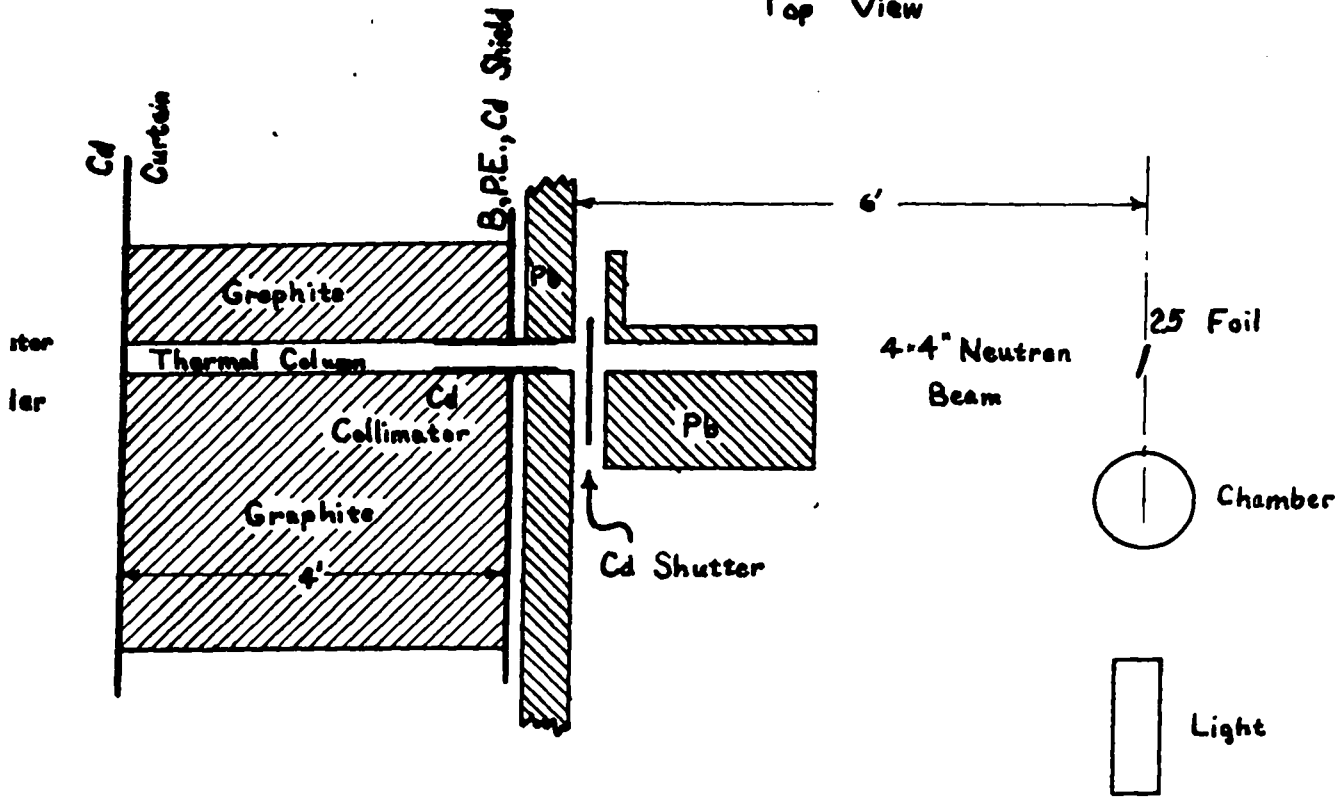 Top View
Cd
Curtain
B, P.E., Cd Shield
6'
Pb
Graphite
25 Foil
Thermal Column
4×4" Neutron
Beam
Cd
Collimator
Pb
Graphite
Chamber
4'
Cd Shutter
Light